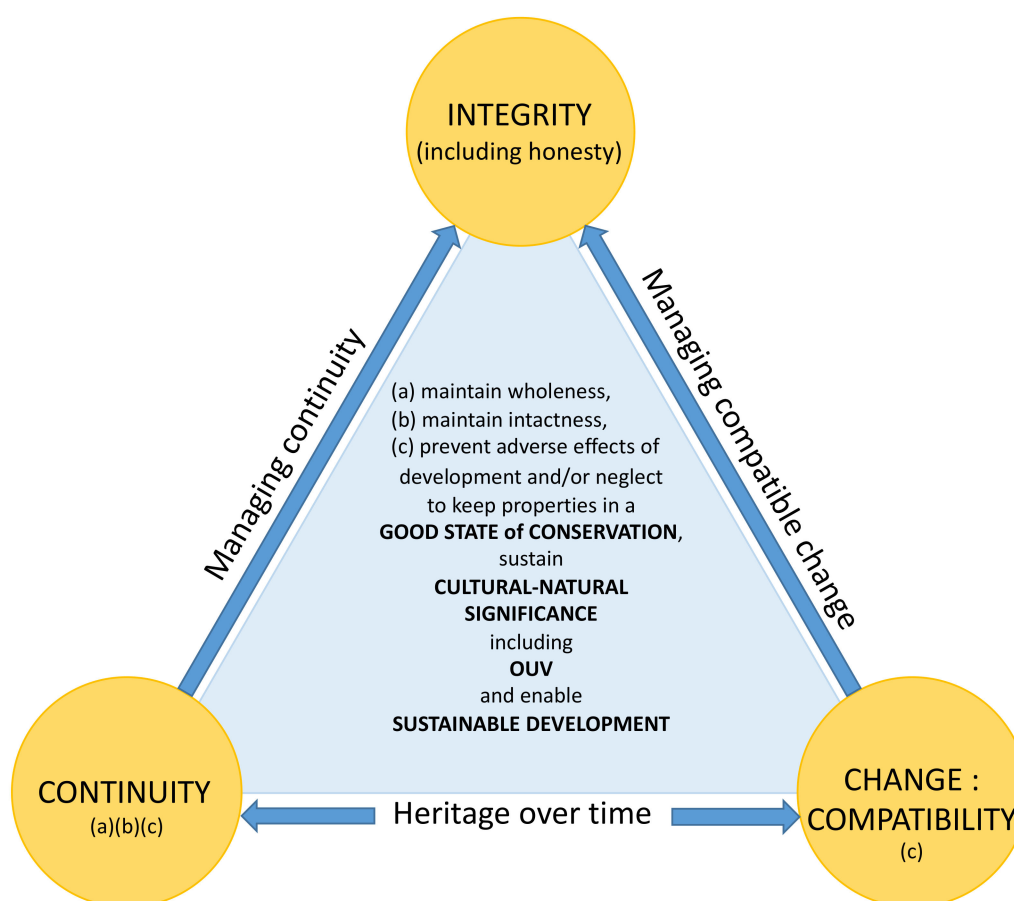 INTEGRITY
(including honesty)
Managing continuity
Managing compatible change
(a) maintain wholeness,
(b) maintain intactness,
(c) prevent adverse effects of
development and/or neglect
to keep properties in a
GOOD STATE of CONSERVATION,
sustain
CULTURAL-NATURAL
SIGNIFICANCE
including
OUV
and enable
SUSTAINABLE DEVELOPMENT
CONTINUITY
(a)(b)(c)
Heritage over time
CHANGE :
COMPATIBILITY
(c)